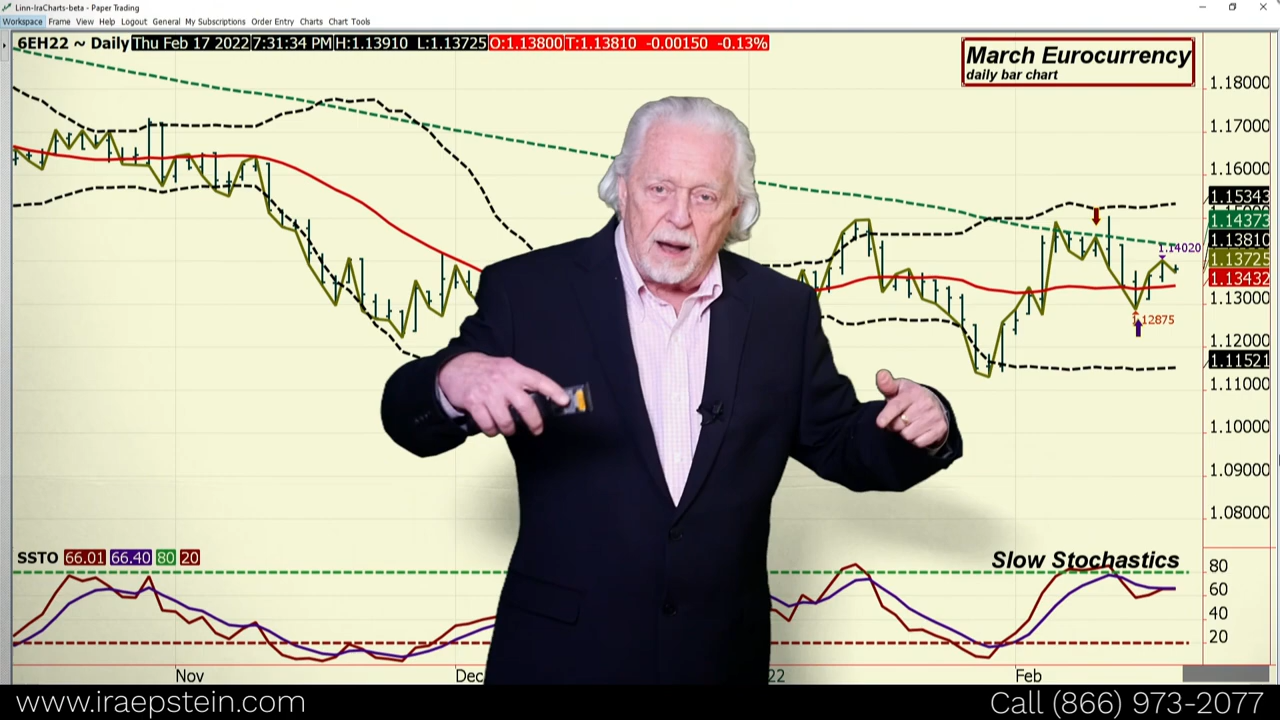 Linn-IraCharts-beta - Paper Trading
Workspace Frame View Help Logout General My Subscriptions Order Entry Charts Chart Tools
6EH22 ~ Daily Thu Feb 17 2022 7:31:34 PM H:1.13910 L:1.13725 O:1.13800 T:1.13810 -0.00150 -0.13%
March Eurocurrency
daily bar chart
1.18000
1.17000
1.16000
1.15343
1.14373
1.14020
1.13810
1.13725
1.13432
1.13000
1.12875
1.12000
1.11521
1.11000
1.10000
1.09000
1.08000
SSTO 66.01 66.40 80 20
Slow Stochastics
80
60
40
20
Nov Dec 22 Feb
www.iraepstein.com Call (866) 973-2077